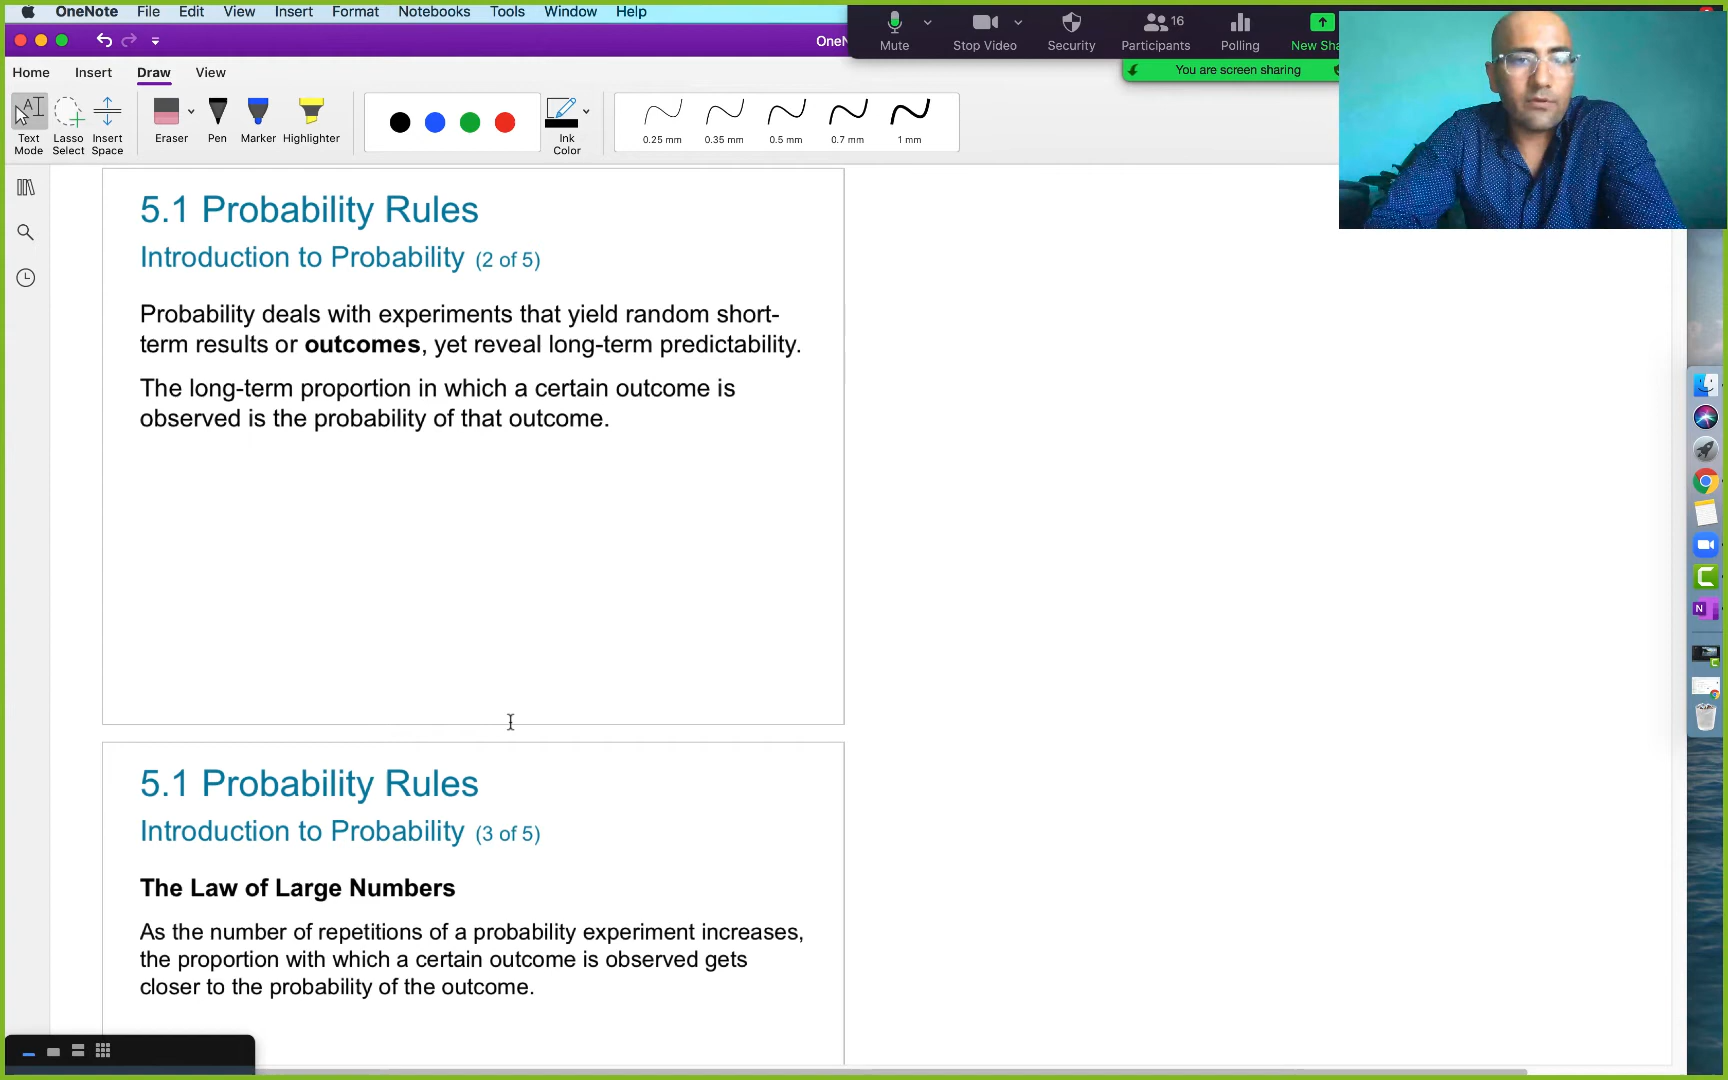 OneNote File Edit View Insert Format Notebooks Tools Window Help
OneN
Mute Stop Video Security Participants 16 Polling New Sha
You are screen sharing
Home Insert Draw View
Text Mode
Lasso Select
Insert Space
Eraser
Pen
Marker
Highlighter
Ink Color
0.25 mm 0.35 mm 0.5 mm 0.7 mm 1 mm
5.1 Probability Rules
Introduction to Probability (2 of 5)
Probability deals with experiments that yield random short-
term results or outcomes, yet reveal long-term predictability.
The long-term proportion in which a certain outcome is
observed is the probability of that outcome.
5.1 Probability Rules
Introduction to Probability (3 of 5)
The Law of Large Numbers
As the number of repetitions of a probability experiment increases,
the proportion with which a certain outcome is observed gets
closer to the probability of the outcome.